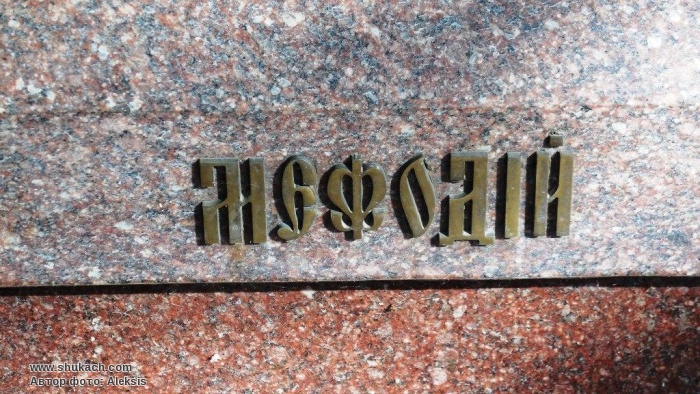 Мефодій
www.shukach.com
Автор фото: Aleksis